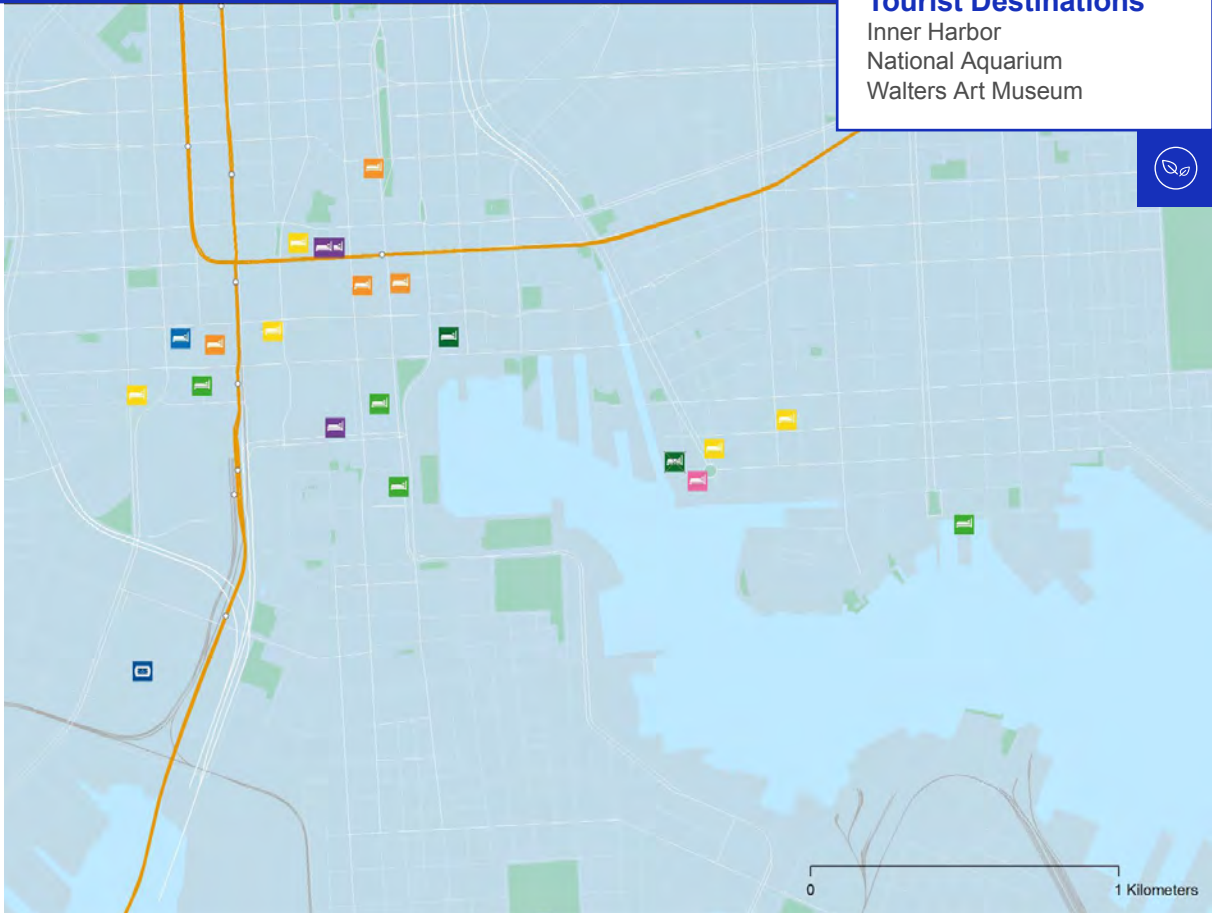 Tourist Destinations
Inner Harbor
National Aquarium
Walters Art Museum
0
1 Kilometers